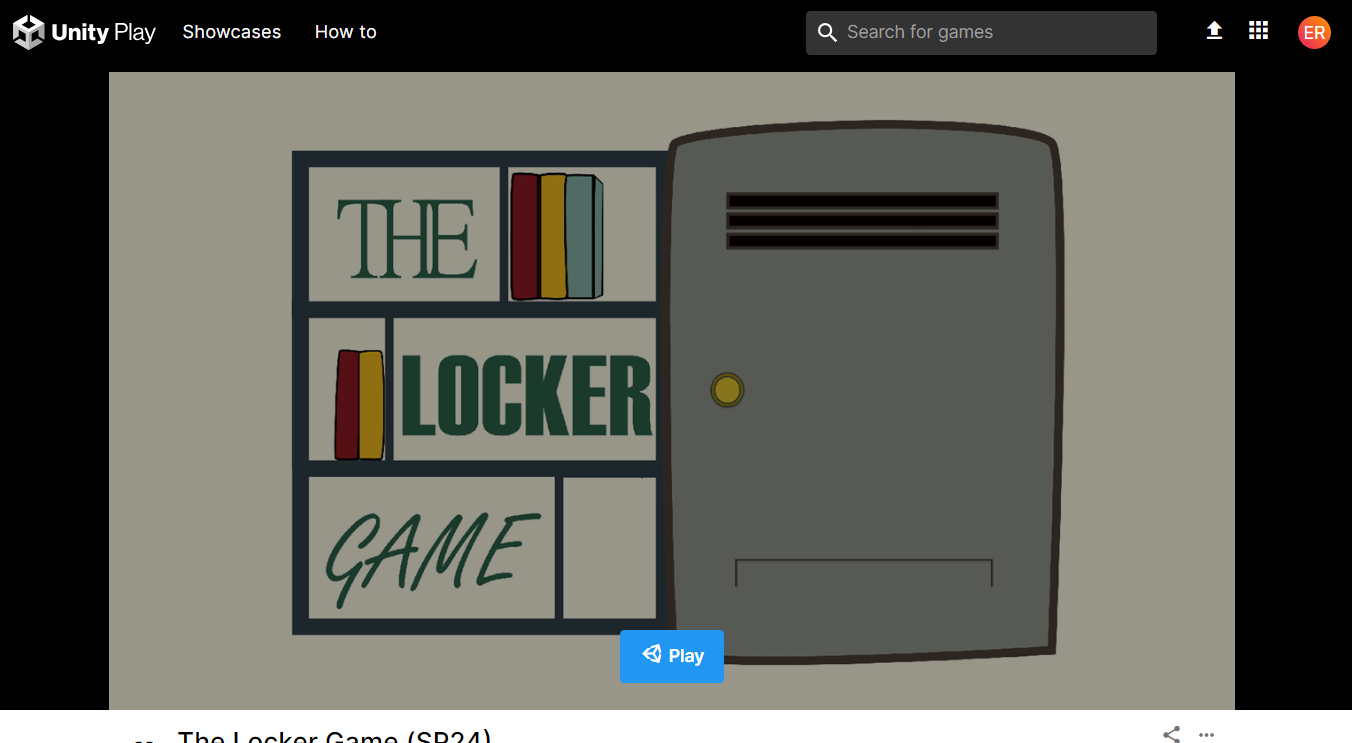 Unity Play
Showcases
How to
Search for games
ER
THE
LOCKER
GAME
Play
The Locker Game (SP24)